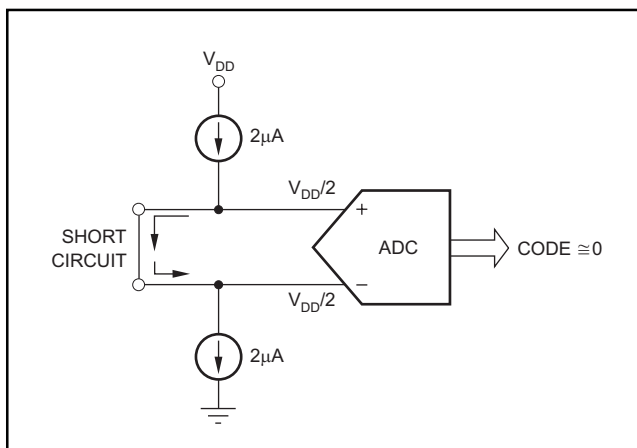 V_DD
2μA
V_DD/2
+
SHORT
CIRCUIT
ADC
CODE ≅0
−
V_DD/2
2μA